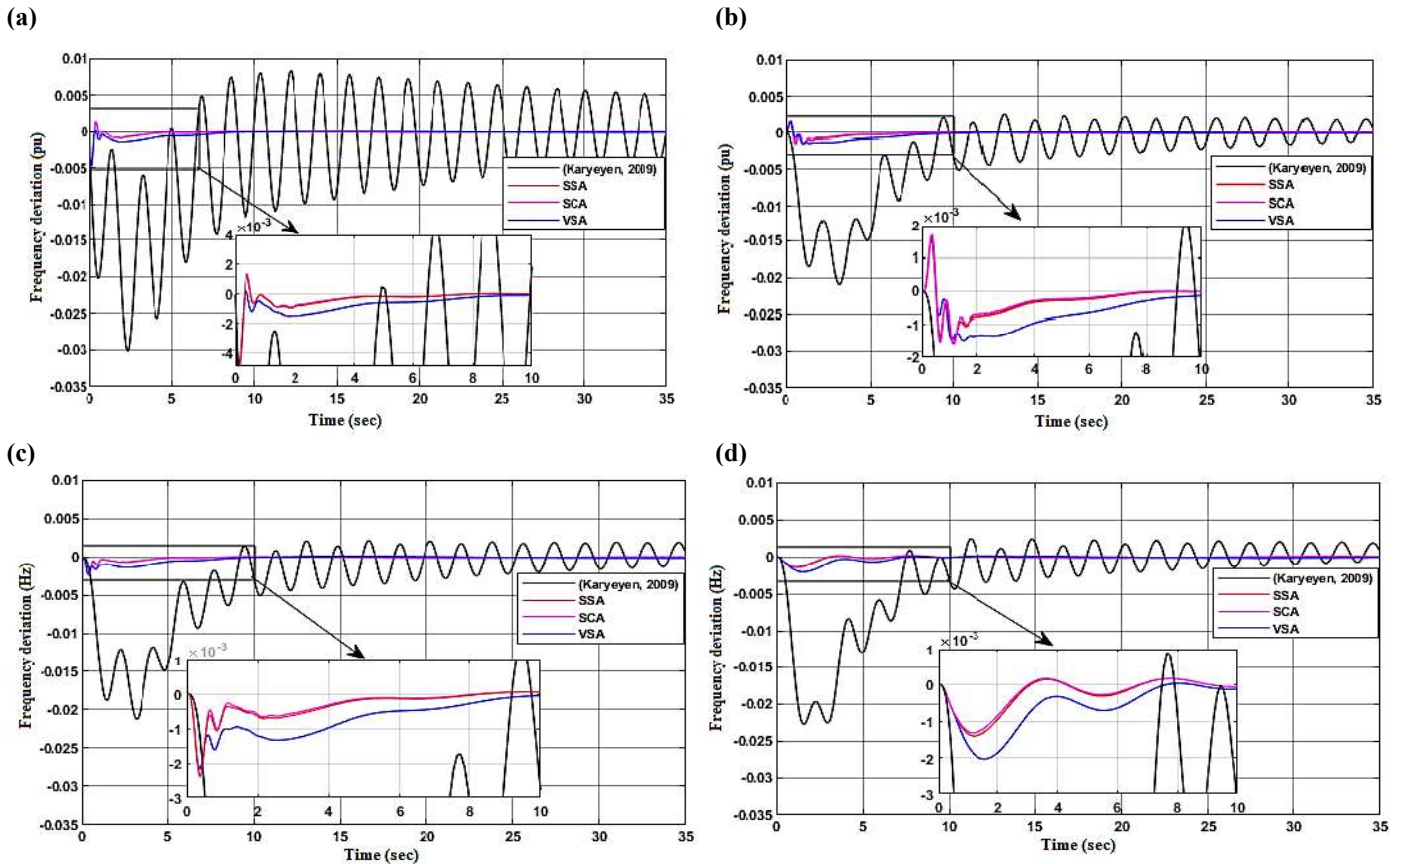 (a)
0.01
0.005
0
-0.005
-0.01
-0.015
-0.02
-0.025
-0.03
-0.035
Frequency deviation (pu)
(Karyeyen, 2009)
SSA
SCA
VSA
×10⁻³
4
2
0
-2
-4
0 2 4 6 8 10
0 5 10 15 20 25 30 35
Time (sec)
(b)
0.01
0.005
0
-0.005
-0.01
-0.015
-0.02
-0.025
-0.03
-0.035
Frequency deviation (pu)
(Karyeyen, 2009)
SSA
SCA
VSA
×10⁻³
2
1
0
-1
-2
0 2 4 6 8 10
0 5 10 15 20 25 30 35
Time (sec)
(c)
0.01
0.005
0
-0.005
-0.01
-0.015
-0.02
-0.025
-0.03
-0.035
Frequency deviation (Hz)
(Karyeyen, 2009)
SSA
SCA
VSA
×10⁻³
1
0
-1
-2
-3
0 2 4 6 8 10
0 5 10 15 20 25 30 35
Time (sec)
(d)
0.01
0.005
0
-0.005
-0.01
-0.015
-0.02
-0.025
-0.03
-0.035
Frequency deviation (Hz)
(Karyeyen, 2009)
SSA
SCA
VSA
×10⁻³
1
0
-1
-2
-3
0 2 4 6 8 10
0 5 10 15 20 25 30 35
Time (sec)